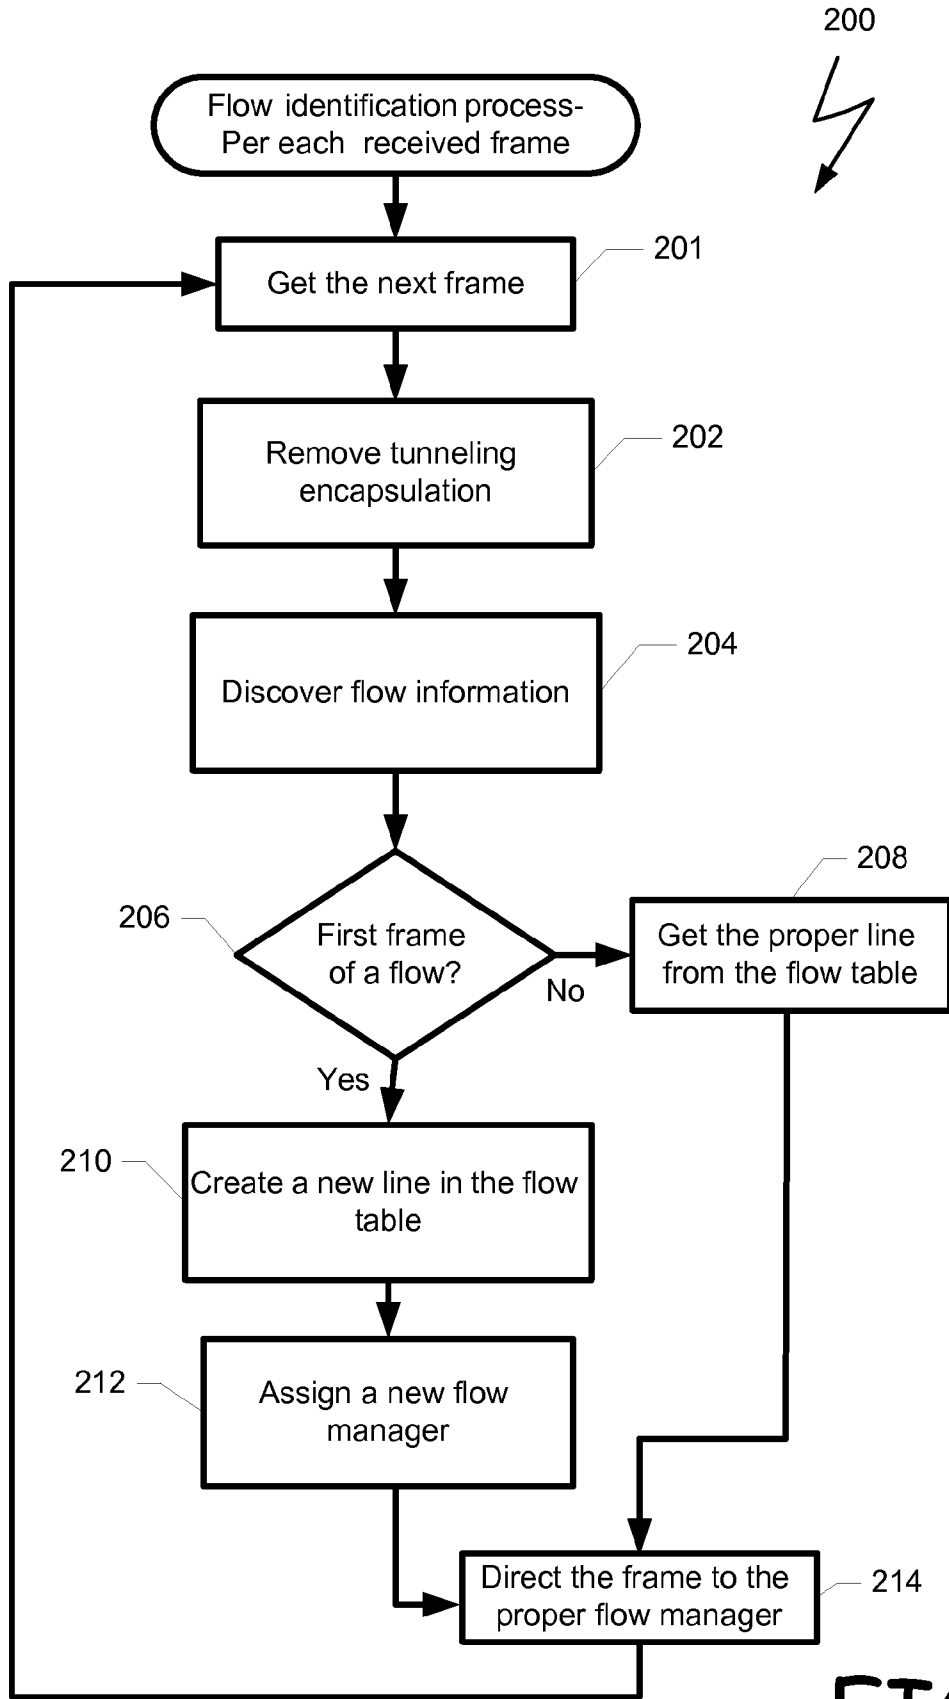 200
Flow identification process-
Per each received frame
201
Get the next frame
202
Remove tunneling
encapsulation
204
Discover flow information
206
First frame
of a flow?
No
208
Get the proper line
from the flow table
Yes
210
Create a new line in the flow
table
212
Assign a new flow
manager
Direct the frame to the
proper flow manager
214